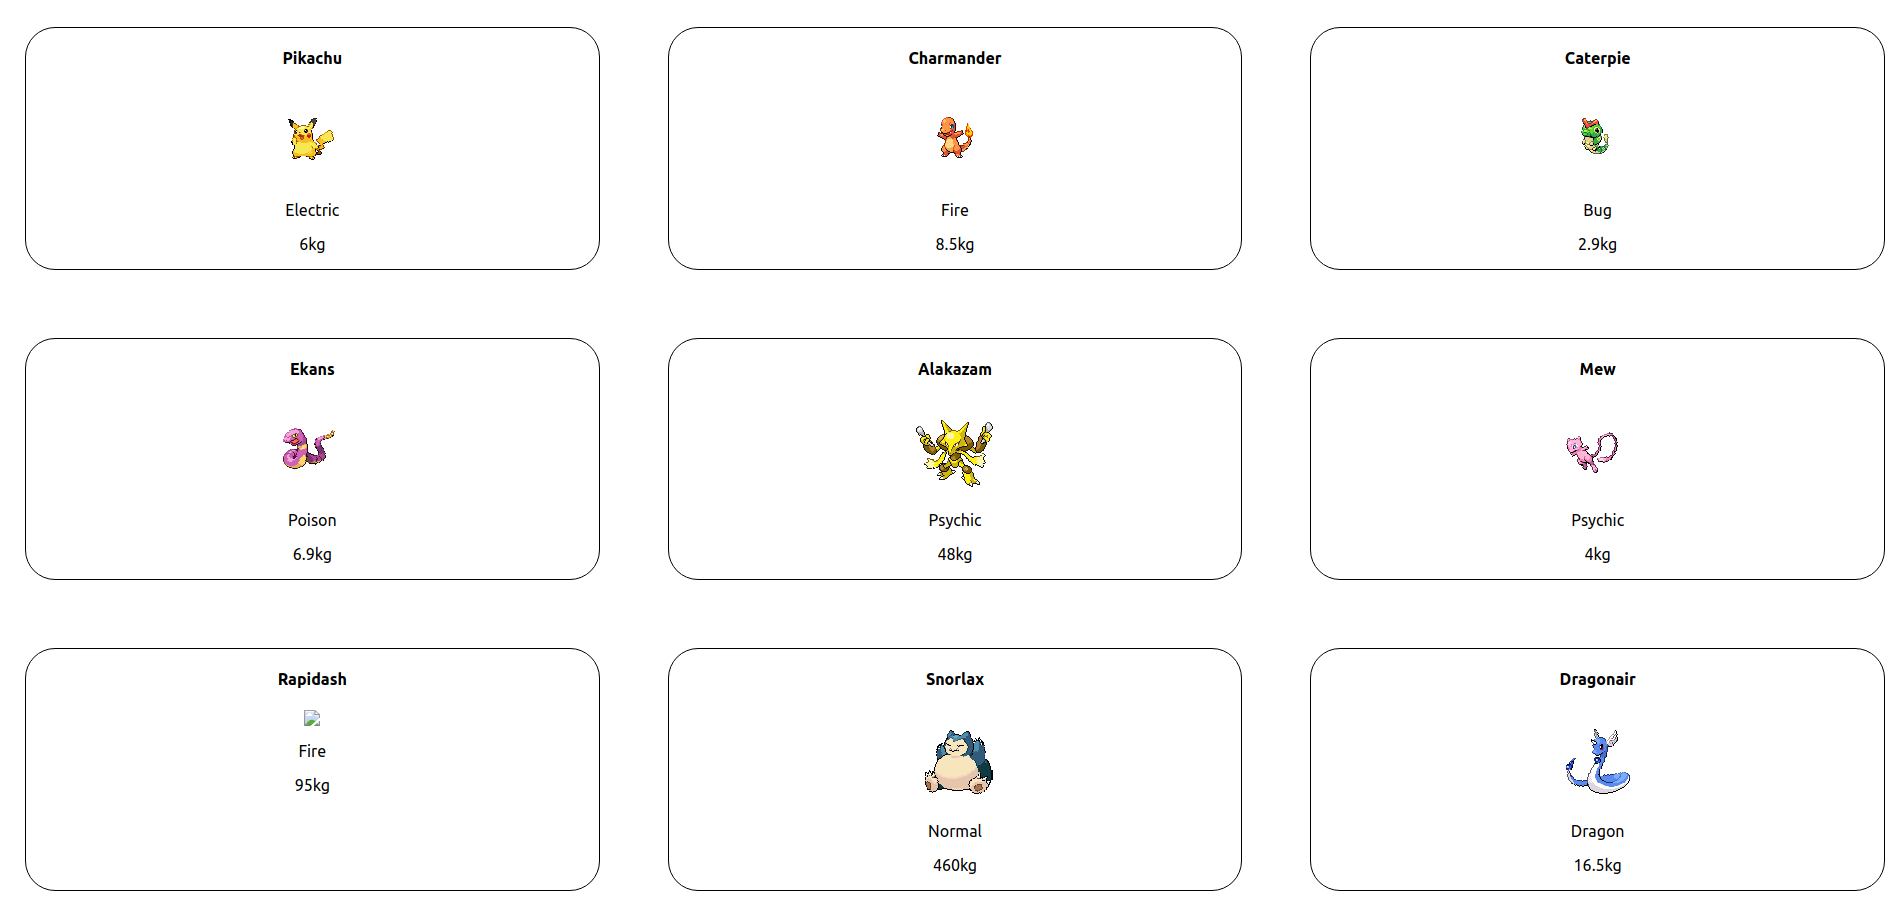 Pikachu
Electric
6kg
Charmander
Fire
8.5kg
Caterpie
Bug
2.9kg
Ekans
Poison
6.9kg
Alakazam
Psychic
48kg
Mew
Psychic
4kg
Rapidash
Fire
95kg
Snorlax
Normal
460kg
Dragonair
Dragon
16.5kg